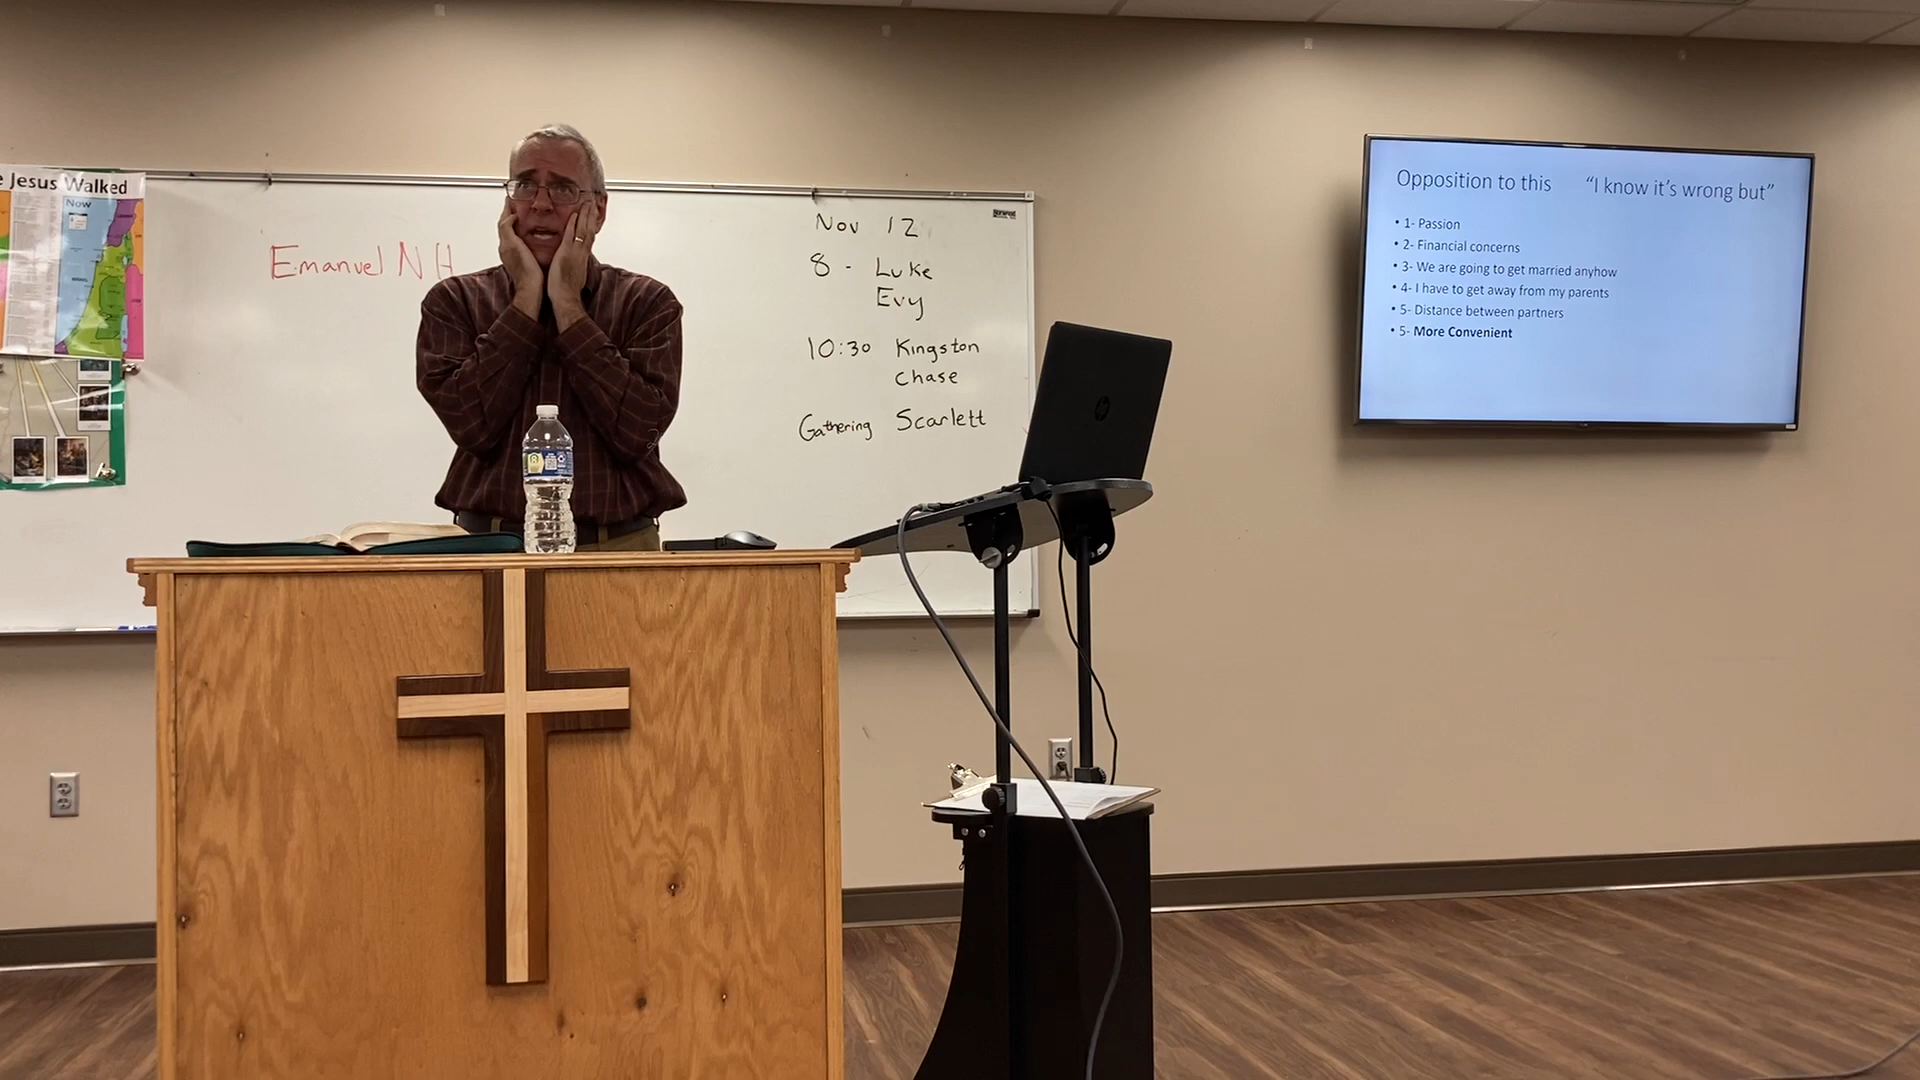 e Jesus Walked
Now
Emanuel NH
Nov 12
8 - Luke
Evy
10:30 Kingston
Chase
Gathering Scarlett
Opposition to this "I know it's wrong but"
• 1- Passion
• 2- Financial concerns
• 3- We are going to get married anyhow
• 4- I have to get away from my parents
• 5- Distance between partners
• 5- More Convenient
hp